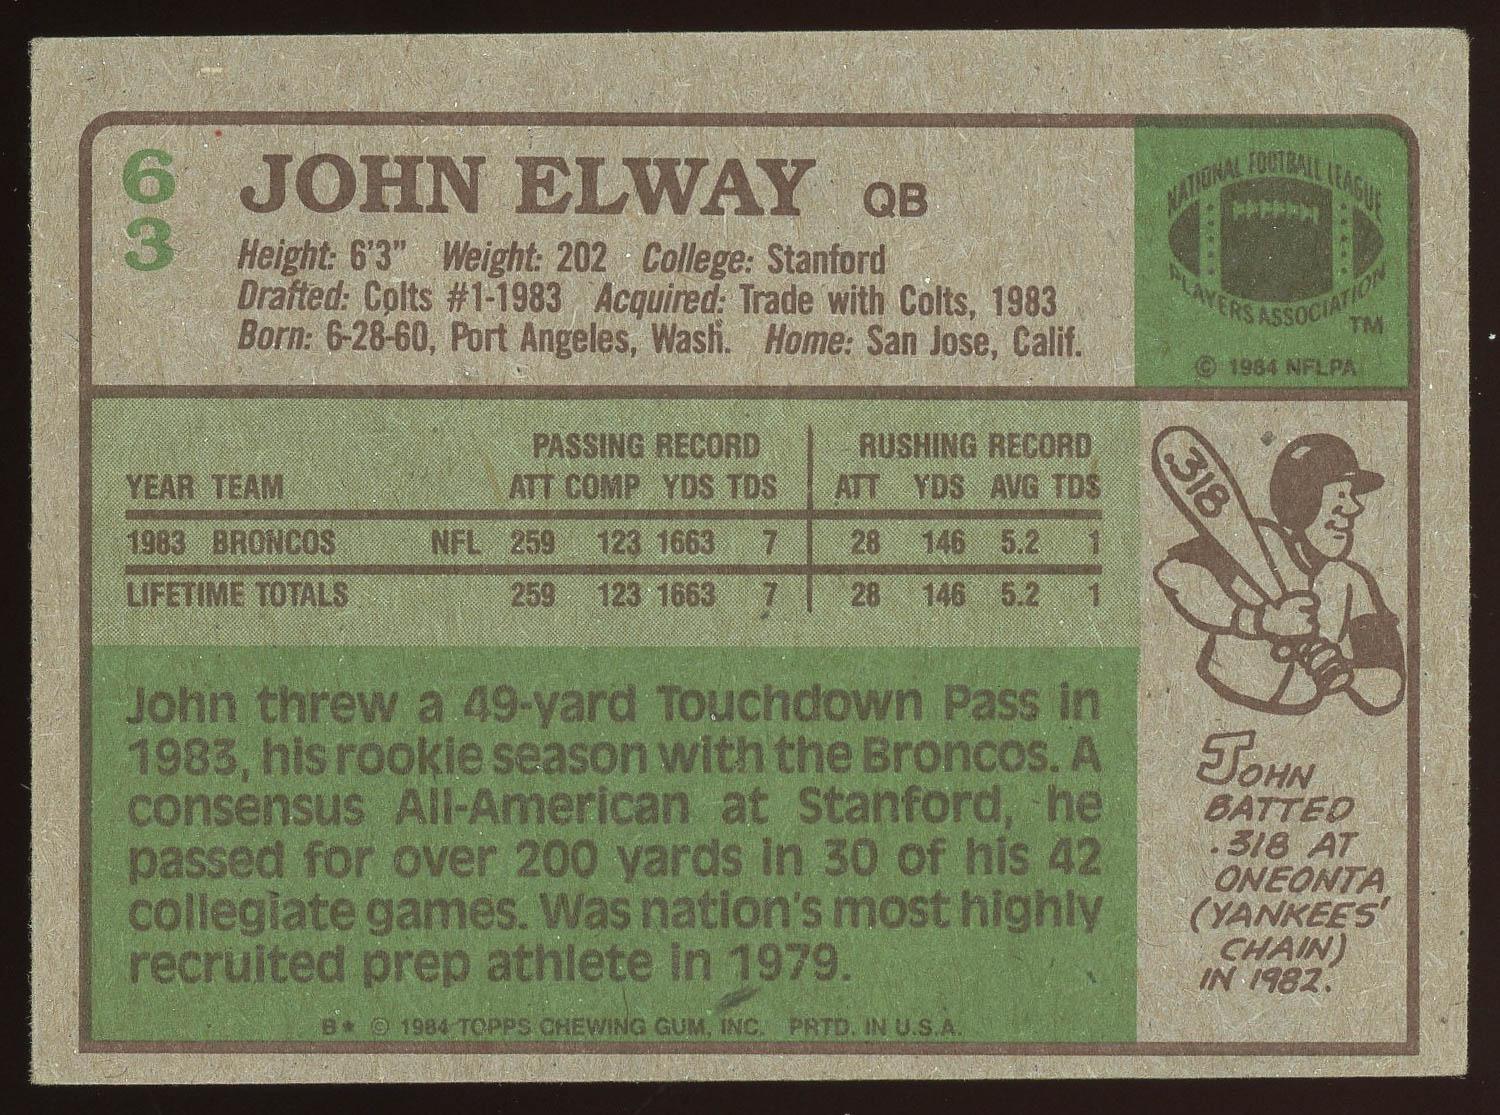 63
JOHN ELWAY QB
Height: 6'3" Weight: 202 College: Stanford
Drafted: Colts #1-1983 Acquired: Trade with Colts, 1983
Born: 6-28-60, Port Angeles, Wash. Home: San Jose, Calif.
NATIONAL FOOTBALL LEAGUE
PLAYERS ASSOCIATION
TM
© 1984 NFLPA
PASSING RECORD RUSHING RECORD
YEAR TEAM ATT COMP YDS TDS ATT YDS AVG TDS
1983 BRONCOS NFL 259 123 1663 7 28 146 5.2 1
LIFETIME TOTALS 259 123 1663 7 28 146 5.2 1
John threw a 49-yard Touchdown Pass in
1983, his rookie season with the Broncos. A
consensus All-American at Stanford, he
passed for over 200 yards in 30 of his 42
collegiate games. Was nation's most highly
recruited prep athlete in 1979.
B* © 1984 TOPPS CHEWING GUM, INC. PRTD. IN U.S.A.
.318
JOHN
BATTED
.318 AT
ONEONTA
(YANKEES'
CHAIN)
IN 1982.